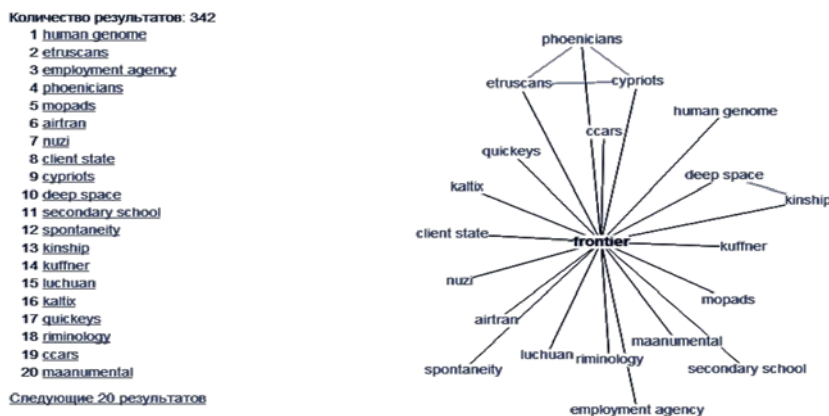 Количество результатов: 342
1 human genome
2 etruscans
3 employment agency
4 phoenicians
5 mopads
6 airtran
7 nuzi
8 client state
9 cypriots
10 deep space
11 secondary school
12 spontaneity
13 kinship
14 kuffner
15 luchuan
16 kaltix
17 quickeys
18 riminology
19 ccars
20 maanumental
Следующие 20 результатов
phoenicians
etruscans
cypriots
human genome
ccars
quickeys
deep space
kaltix
kinship
client state
frontier
kuffner
nuzi
mopads
airtran
maanumental
luchuan
riminology
spontaneity
secondary school
employment agency